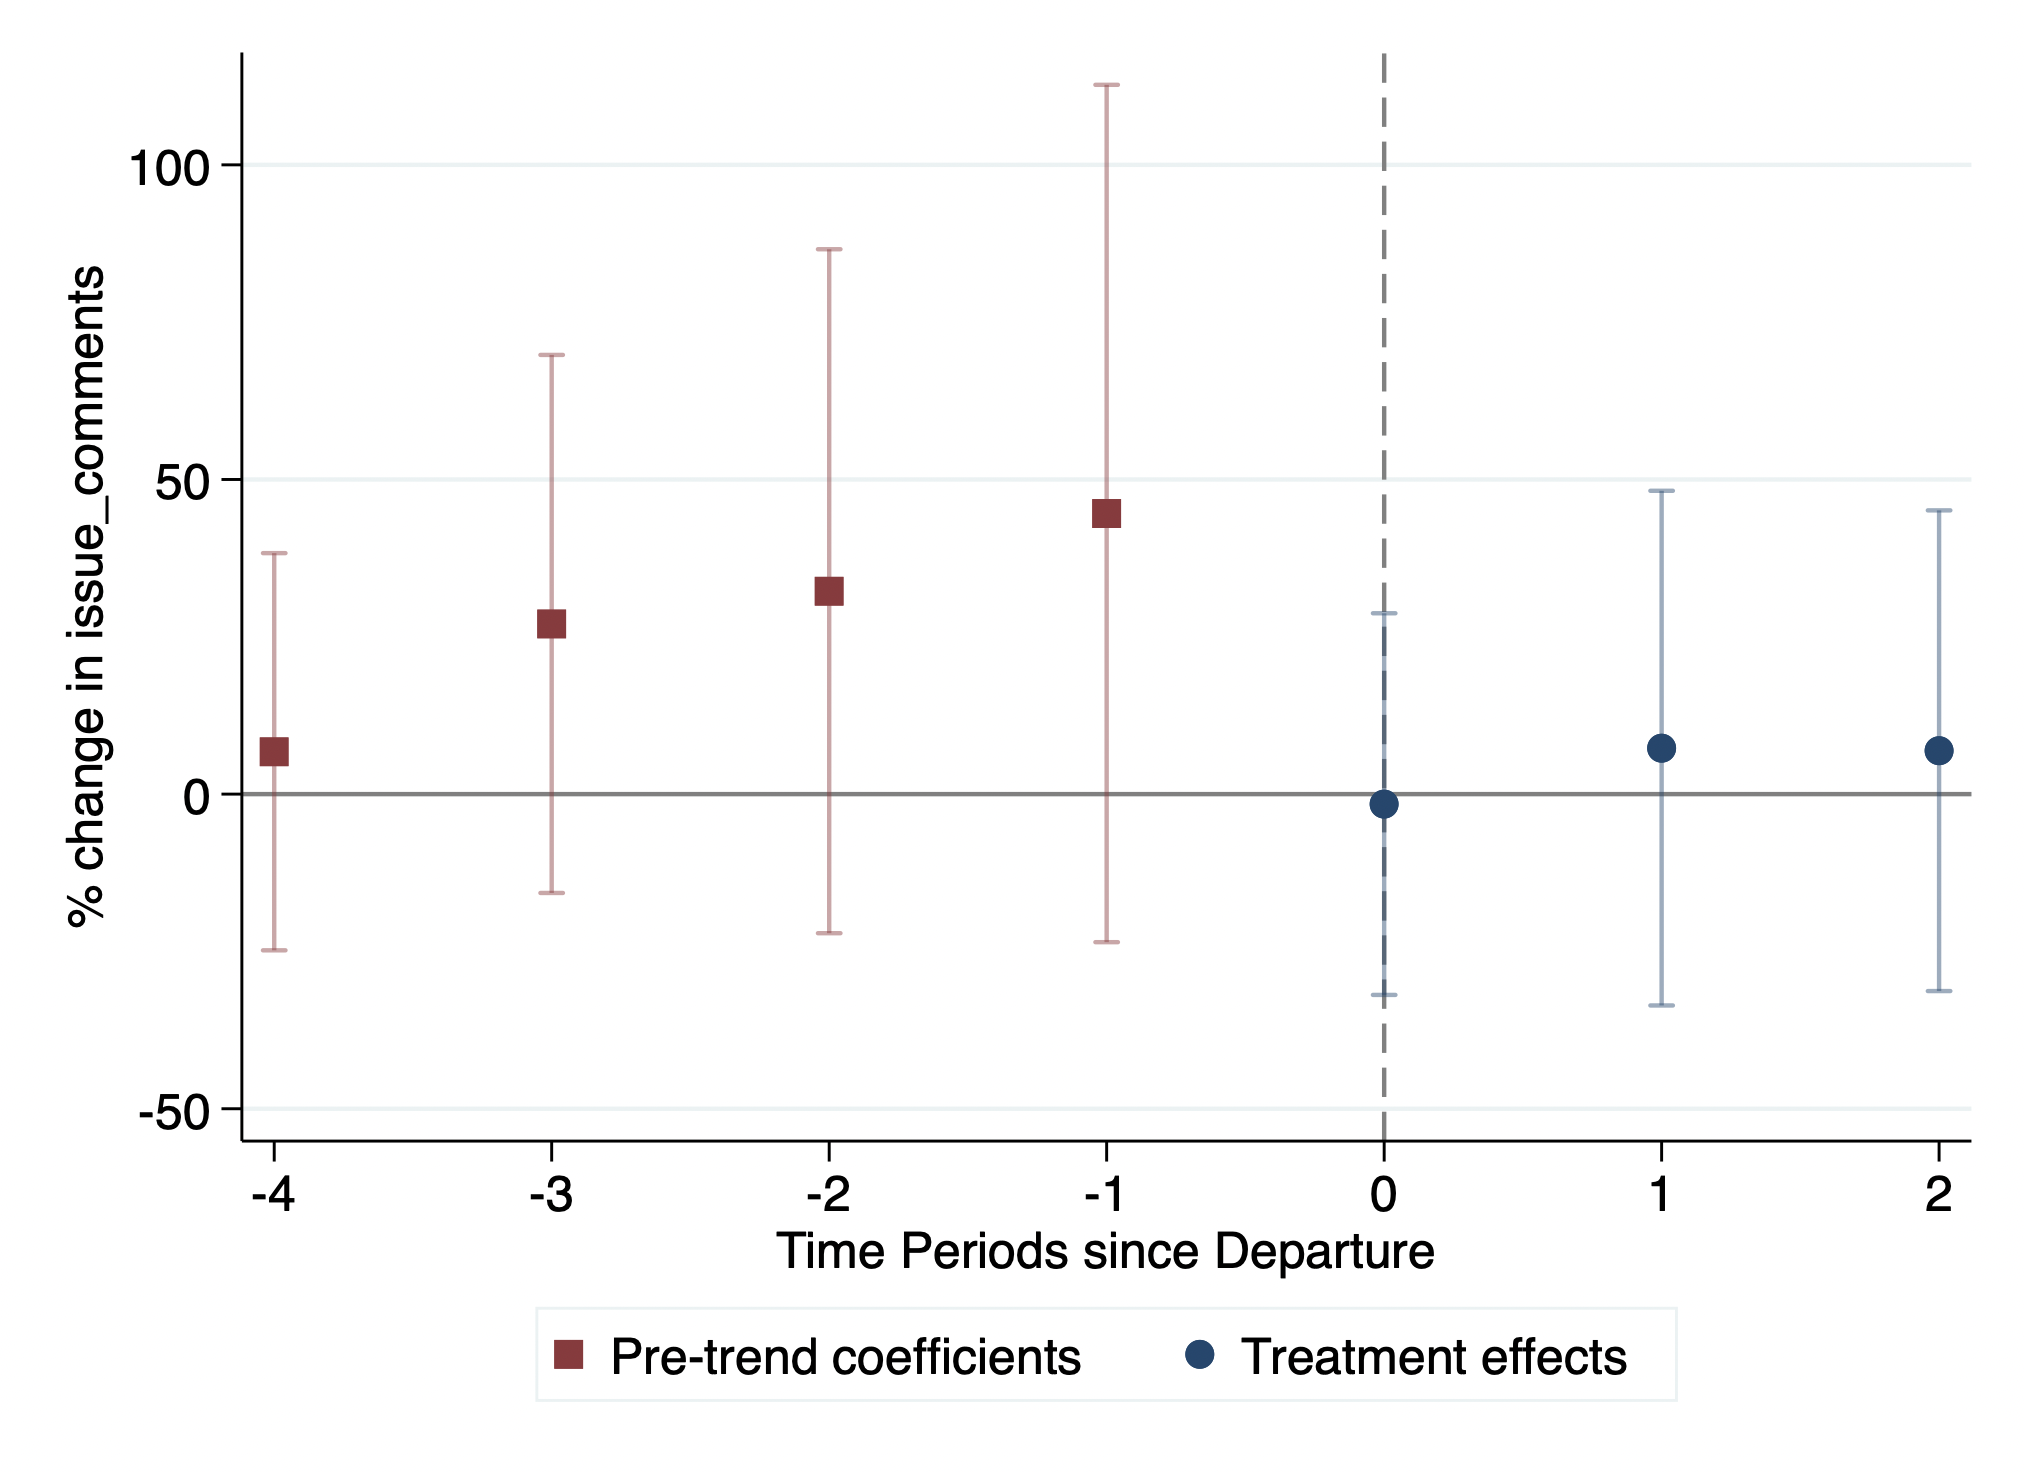 % change in issue_comments
100
50
0
-50
-4 -3 -2 -1 0 1 2
Time Periods since Departure
Pre-trend coefficients Treatment effects